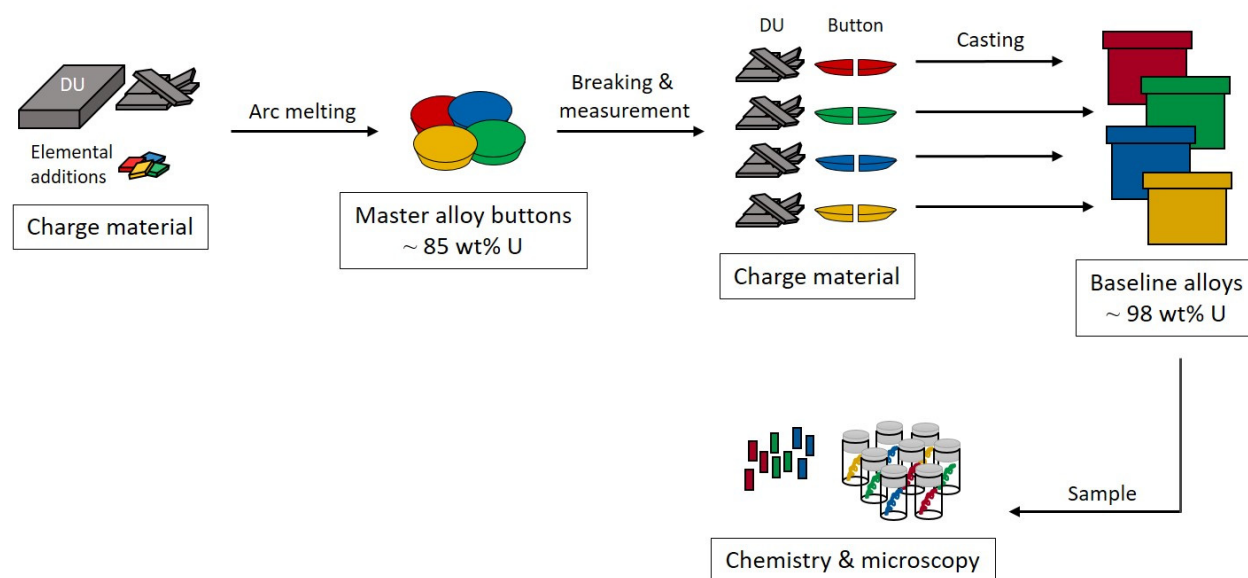 DU
Elemental
additions
Charge material
Arc melting
Master alloy buttons
~ 85 wt% U
Breaking &
measurement
DU
Button
Charge material
Casting
Baseline alloys
~ 98 wt% U
Sample
Chemistry & microscopy